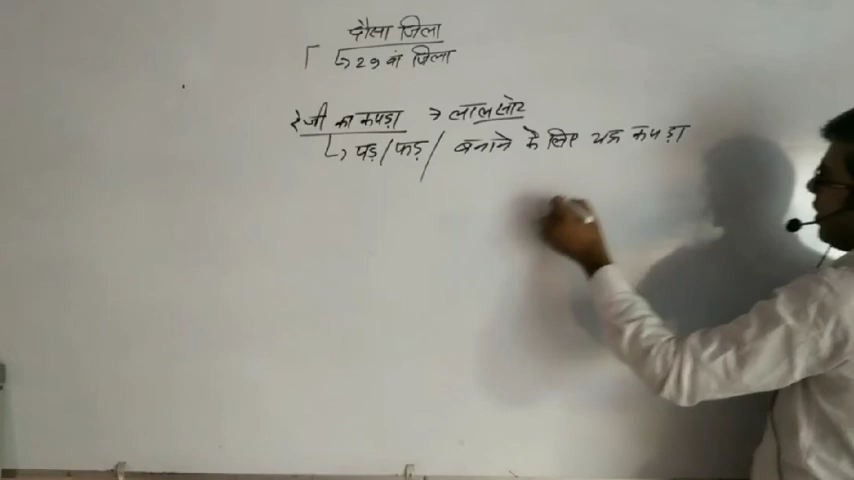 दौसा जिला
↳ 29 वां जिला
रेजी का कपड़ा → लालसोट
↳ पड़/फड़/ बनाने के लिए यह कपड़ा